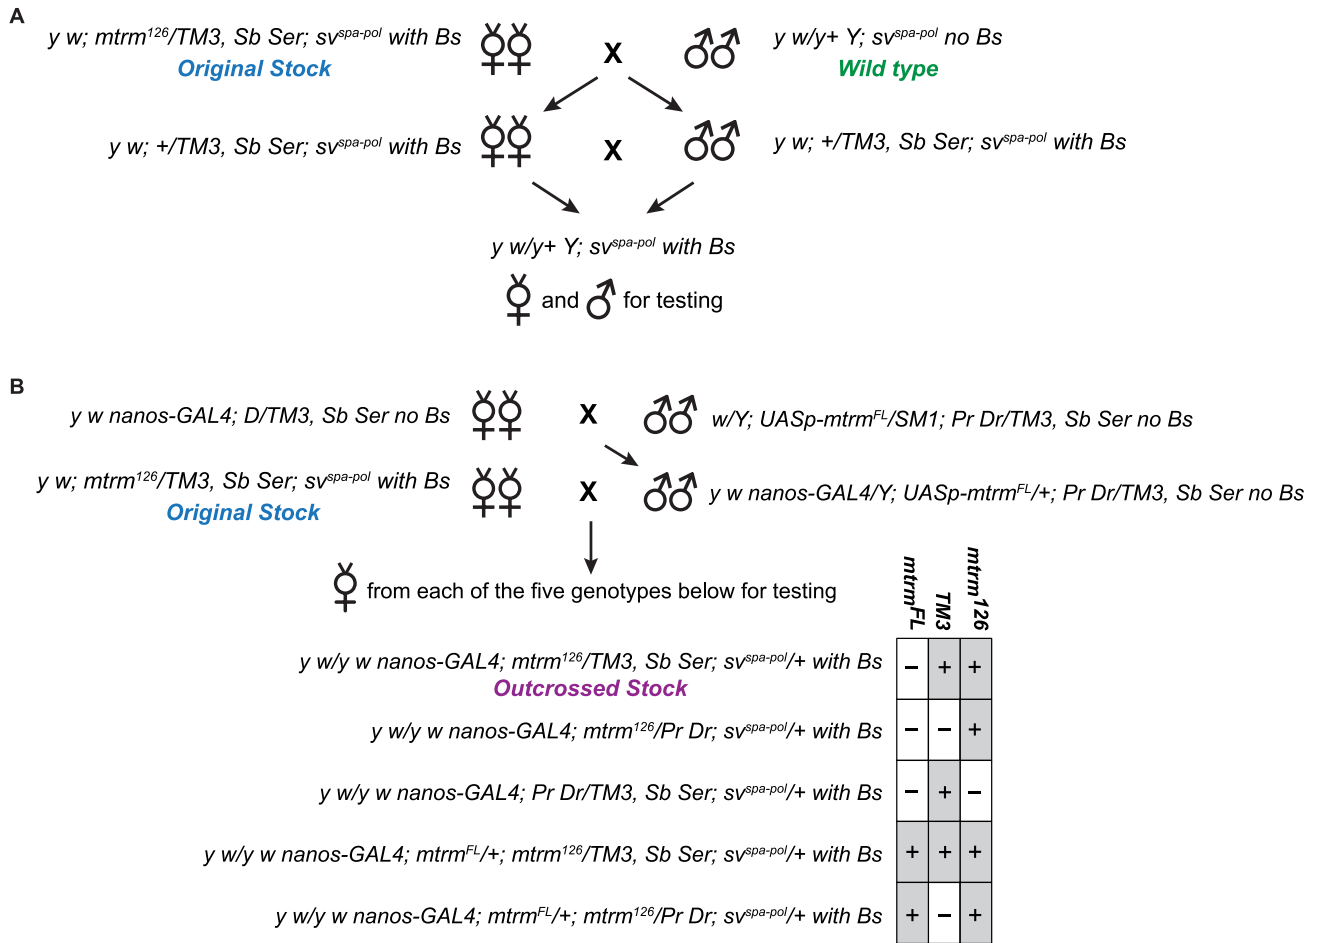 A
y w; mtrm¹²⁶/TM3, Sb Ser; svˢᵖᵃ⁻ᵖᵒˡ with Bs
X
y w/y+ Y; svˢᵖᵃ⁻ᵖᵒˡ no Bs
Original Stock
Wild type
y w; +/TM3, Sb Ser; svˢᵖᵃ⁻ᵖᵒˡ with Bs
X
y w; +/TM3, Sb Ser; svˢᵖᵃ⁻ᵖᵒˡ with Bs
y w/y+ Y; svˢᵖᵃ⁻ᵖᵒˡ with Bs
and for testing
B
y w nanos-GAL4; D/TM3, Sb Ser no Bs
X
w/Y; UASp-mtrmᶠᴸ/SM1; Pr Dr/TM3, Sb Ser no Bs
y w; mtrm¹²⁶/TM3, Sb Ser; svˢᵖᵃ⁻ᵖᵒˡ with Bs
X
y w nanos-GAL4/Y; UASp-mtrmᶠᴸ/+; Pr Dr/TM3, Sb Ser no Bs
Original Stock
from each of the five genotypes below for testing
mtrmᶠᴸ
TM3
mtrm¹²⁶
y w/y w nanos-GAL4; mtrm¹²⁶/TM3, Sb Ser; svˢᵖᵃ⁻ᵖᵒˡ/+ with Bs
− + +
Outcrossed Stock
y w/y w nanos-GAL4; mtrm¹²⁶/Pr Dr; svˢᵖᵃ⁻ᵖᵒˡ/+ with Bs
− − +
y w/y w nanos-GAL4; Pr Dr/TM3, Sb Ser; svˢᵖᵃ⁻ᵖᵒˡ/+ with Bs
− + −
y w/y w nanos-GAL4; mtrmᶠᴸ/+; mtrm¹²⁶/TM3, Sb Ser; svˢᵖᵃ⁻ᵖᵒˡ/+ with Bs
+ + +
y w/y w nanos-GAL4; mtrmᶠᴸ/+; mtrm¹²⁶/Pr Dr; svˢᵖᵃ⁻ᵖᵒˡ/+ with Bs
+ − +